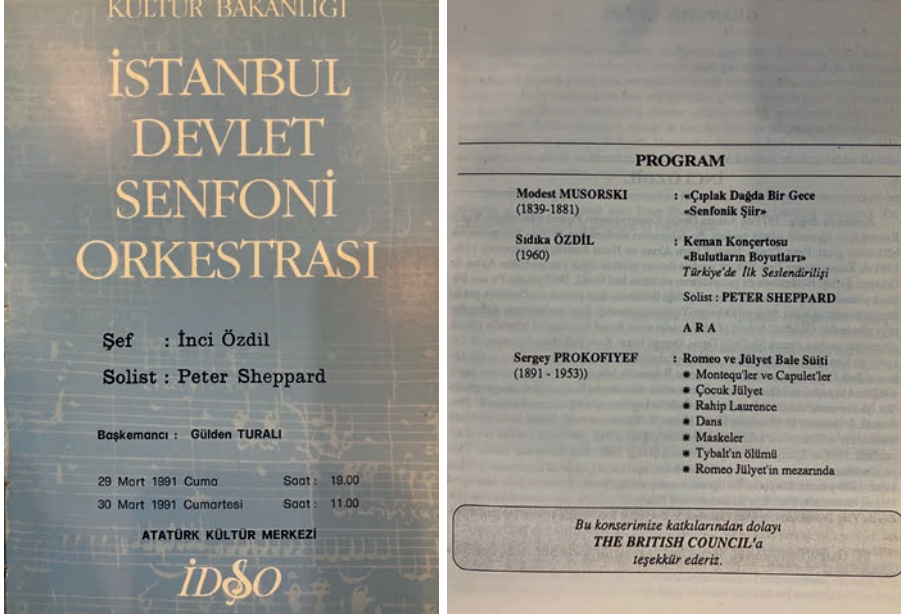 KÜLTÜR BAKANLIĞI
İSTANBUL
DEVLET
SENFONİ
ORKESTRASI
Şef : İnci Özdil
Solist : Peter Sheppard
Başkemancı : Gülden TURALI
29 Mart 1991 Cuma Saat : 19.00
30 Mart 1991 Cumartesi Saat : 11.00
ATATÜRK KÜLTÜR MERKEZİ
İDSO
PROGRAM
Modest MUSORSKI : «Çıplak Dağda Bir Gece
(1839-1881) «Senfonik Şiir»
Sıdıka ÖZDİL : Keman Konçertosu
(1960) «Bulutların Boyutları»
Türkiye'de İlk Seslendirilişi
Solist : PETER SHEPPARD
ARA
Sergey PROKOFIYEF : Romeo ve Jülyet Bale Süiti
(1891 - 1953)) * Montequ'ler ve Capulet'ler
* Çocuk Jülyet
* Rahip Laurence
* Dans
* Maskeler
* Tybalt'ın ölümü
* Romeo Jülyet'in mezarında
Bu konserimize katkılarından dolayı
THE BRITISH COUNCIL'a
teşekkür ederiz.